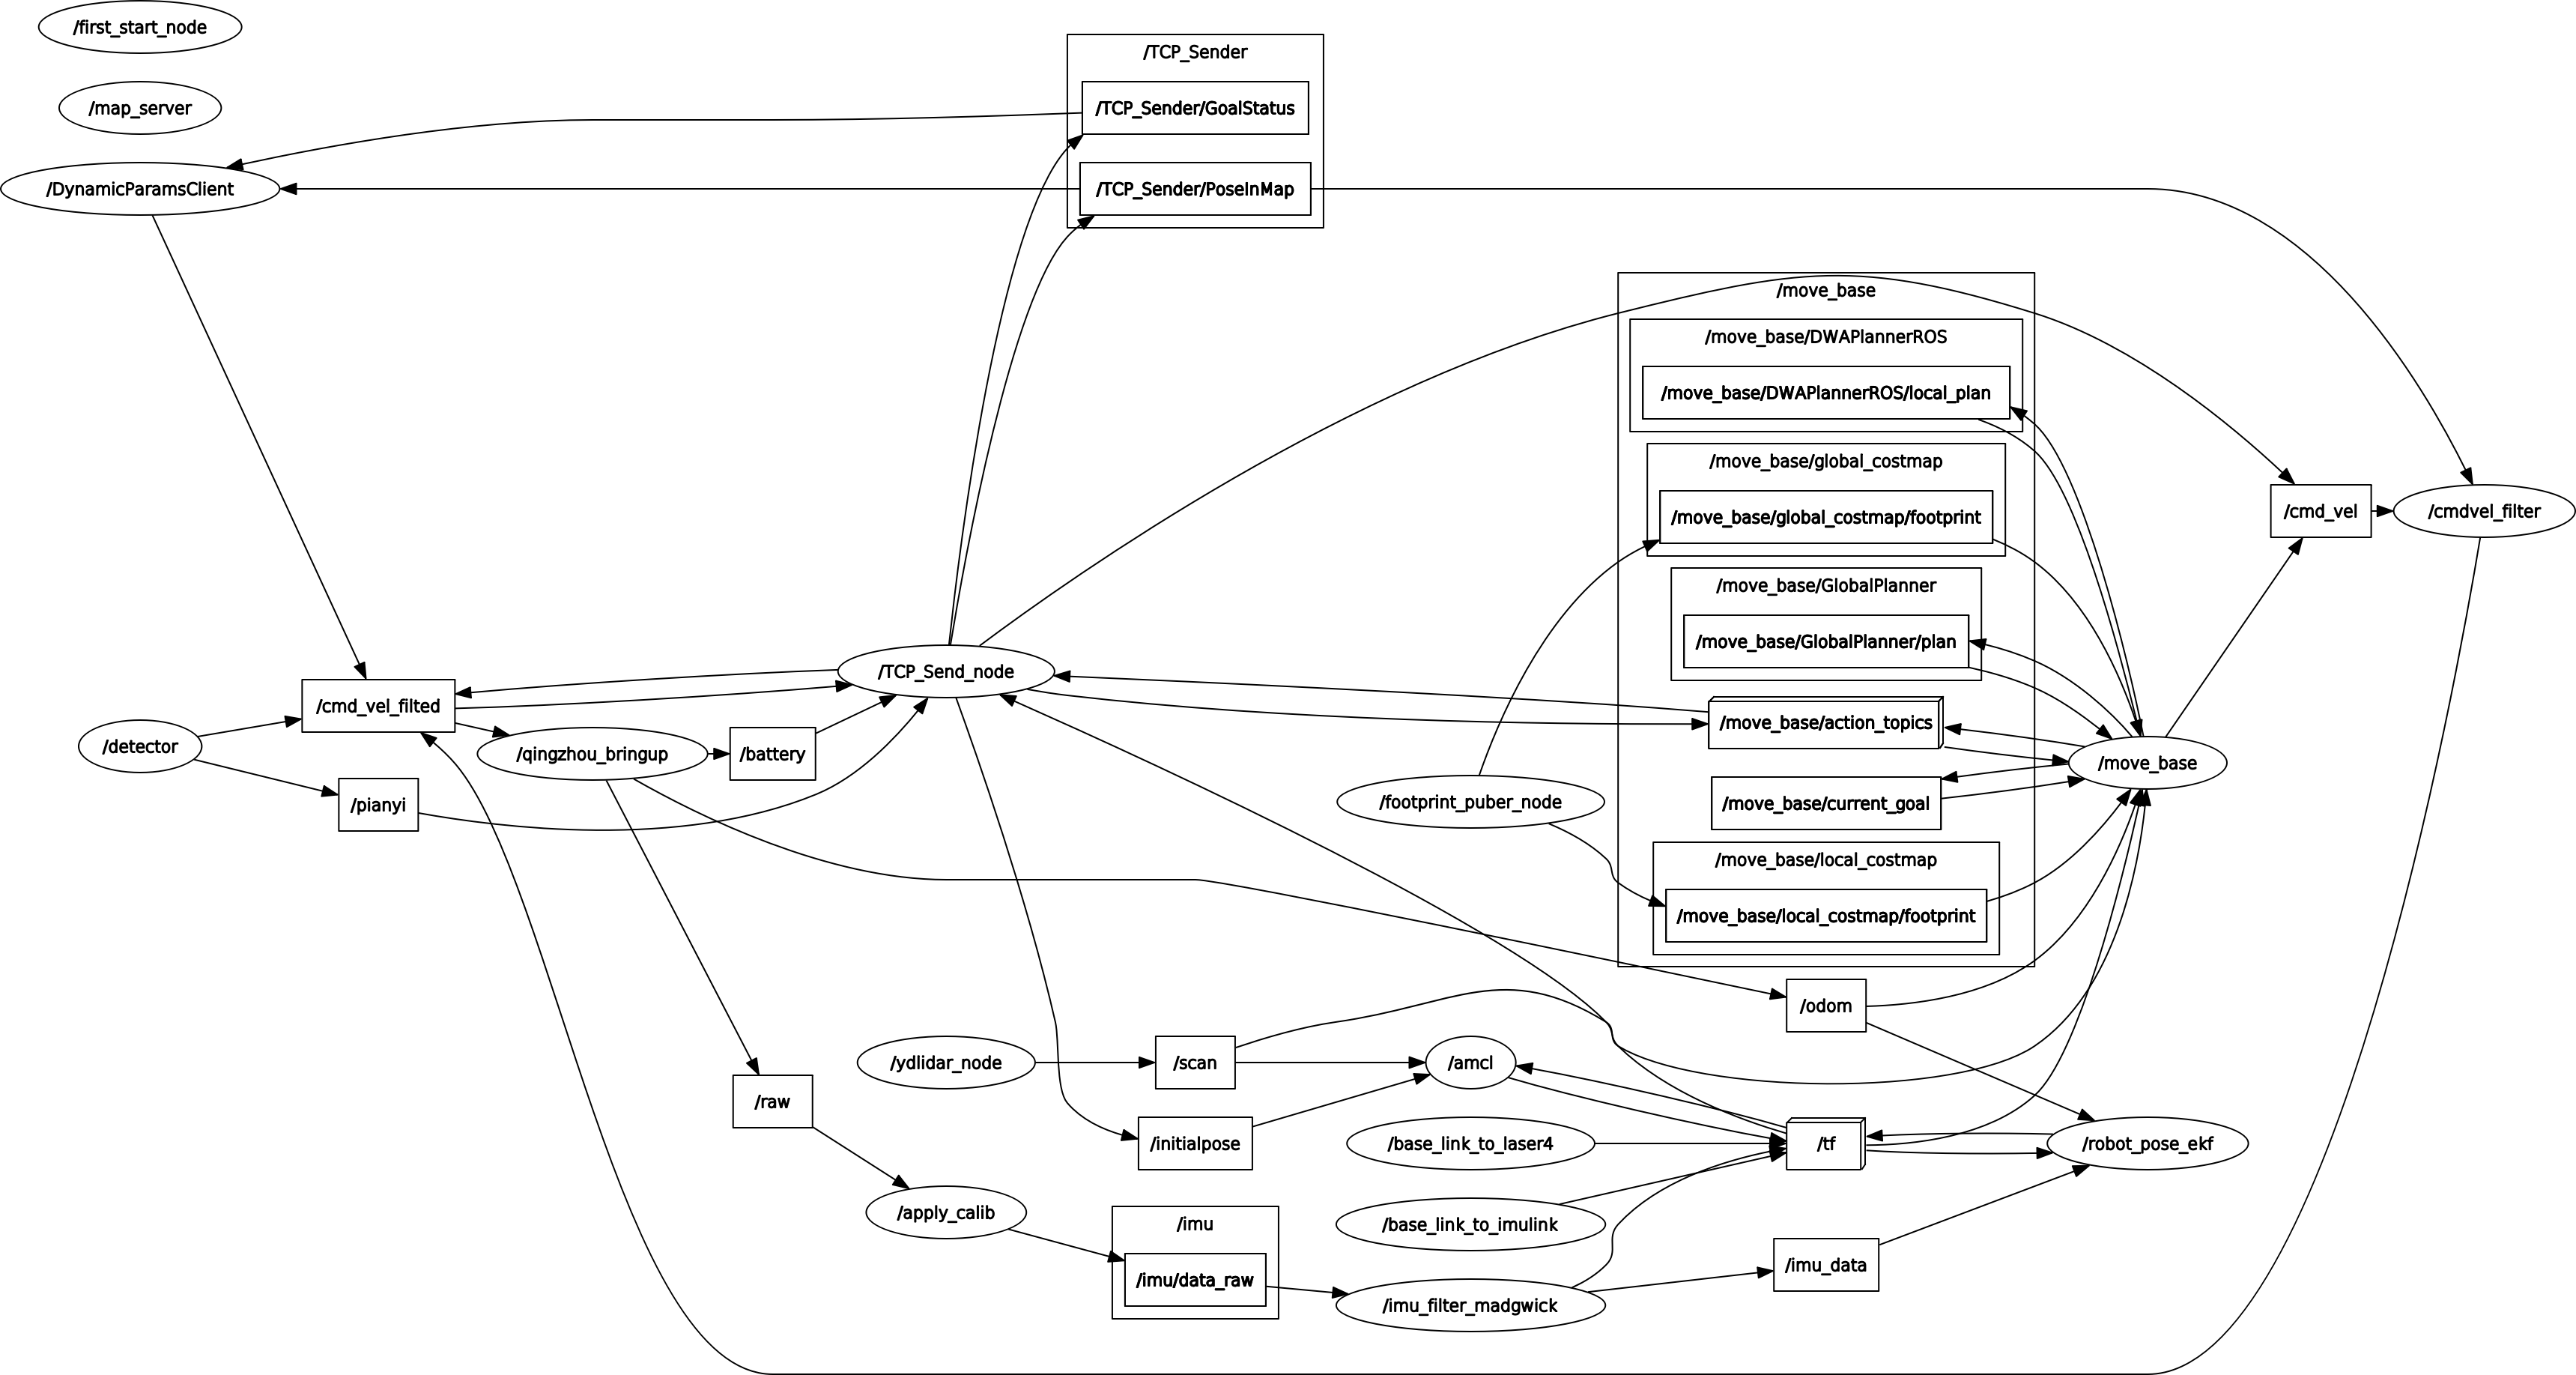 /first_start_node
/TCP_Sender
/map_server
/TCP_Sender/GoalStatus
/DynamicParamsClient
/TCP_Sender/PoseInMap
/move_base
/move_base/DWAPlannerROS
/move_base/DWAPlannerROS/local_plan
/move_base/global_costmap
/move_base/global_costmap/footprint
/cmd_vel
/cmdvel_filter
/move_base/GlobalPlanner
/move_base/GlobalPlanner/plan
/TCP_Send_node
/cmd_vel_filted
/move_base/action_topics
/detector
/qingzhou_bringup
/battery
/move_base
/pianyi
/footprint_puber_node
/move_base/current_goal
/move_base/local_costmap
/move_base/local_costmap/footprint
/odom
/ydlidar_node
/scan
/amcl
/raw
/initialpose
/base_link_to_laser4
/tf
/robot_pose_ekf
/apply_calib
/imu
/base_link_to_imulink
/imu/data_raw
/imu_data
/imu_filter_madgwick